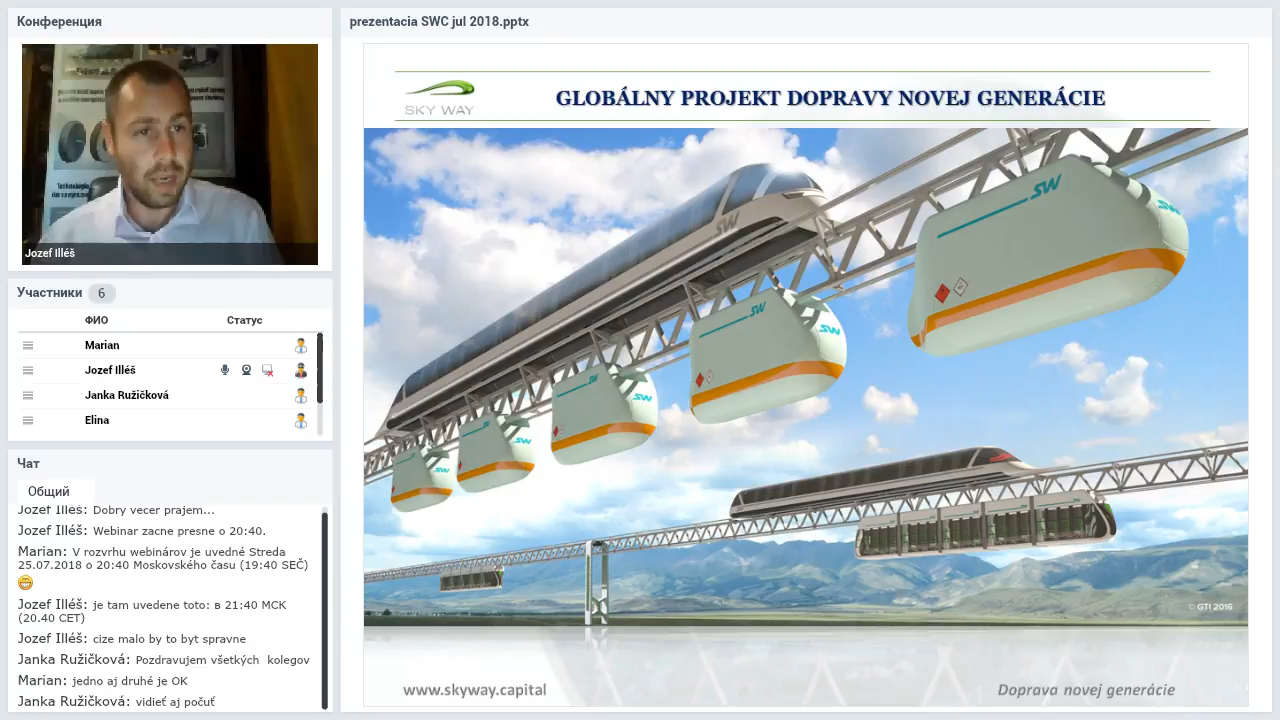 Конференция
Jozef Illéš
Участники 6
ФИО Статус
Marian
Jozef Illéš
Janka Ružičková
Elina
Чат
Общий
Jozef Illéš: Dobry vecer prajem...
Jozef Illéš: Webinar zacne presne o 20:40.
Marian: V rozvrhu webinárov je uvedné Streda
25.07.2018 o 20:40 Moskovského času (19:40 SEČ)
Jozef Illéš: je tam uvedene toto: в 21:40 МСК
(20.40 CET)
Jozef Illéš: cize malo by to byt spravne
Janka Ružičková: Pozdravujem všetkých kolegov
Marian: jedno aj druhé je OK
Janka Ružičková: vidieť aj počuť
prezentacia SWC jul 2018.pptx
SKY WAY
GLOBÁLNY PROJEKT DOPRAVY NOVEJ GENERÁCIE
SW
SW
SW
SW
SW
SW
SW
SW
SW
© GTI 2016
www.skyway.capital
Doprava novej generácie